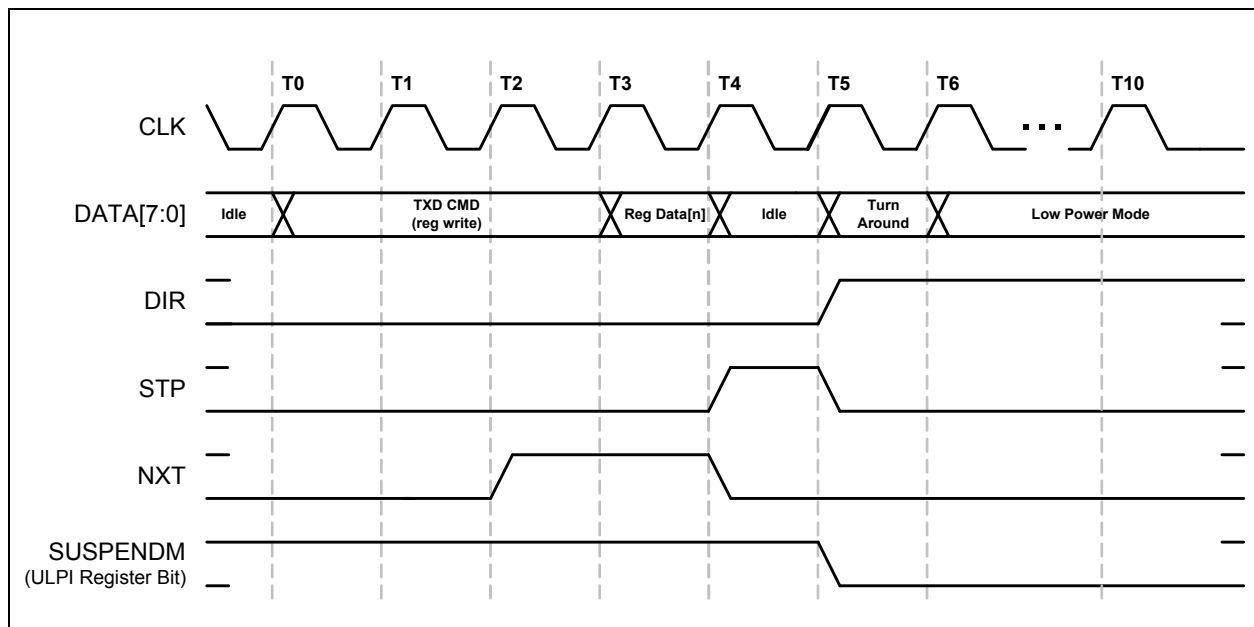 T0 T1 T2 T3 T4 T5 T6 T10
CLK
...
DATA[7:0]
Idle
TXD CMD
(reg write)
Reg Data[n]
Idle
Turn
Around
Low Power Mode
DIR
STP
NXT
SUSPENDM
(ULPI Register Bit)